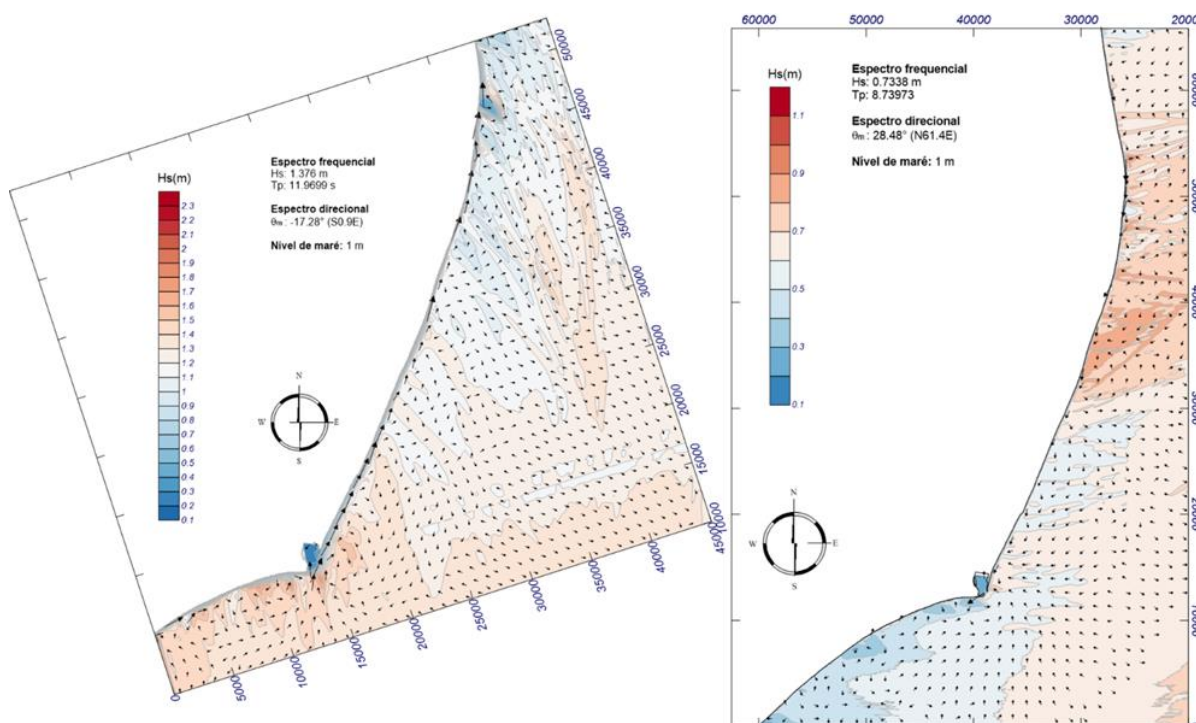 Espectro frequencial
Hs: 1.376 m
Tp: 11.9699 s
Espectro direcional
θm: -17.28° (S0.9E)
Nível de maré: 1 m
Hs(m)
2.3
2.2
2.1
2
1.9
1.8
1.7
1.6
1.5
1.4
1.3
1.2
1.1
1
0.9
0.8
0.7
0.6
0.5
0.4
0.3
0.2
0.1
N
W
E
S
50000
45000
40000
35000
30000
25000
20000
15000
10000
0
5000
10000
15000
20000
25000
30000
35000
40000
45000
60000
50000
40000
30000
20000
Espectro frequencial
Hs: 0.7338 m
Tp: 8.73973
Espectro direcional
θm: 28.48° (N61.4E)
Nível de maré: 1 m
Hs(m)
1.1
0.9
0.7
0.5
0.3
0.1
N
W
E
S